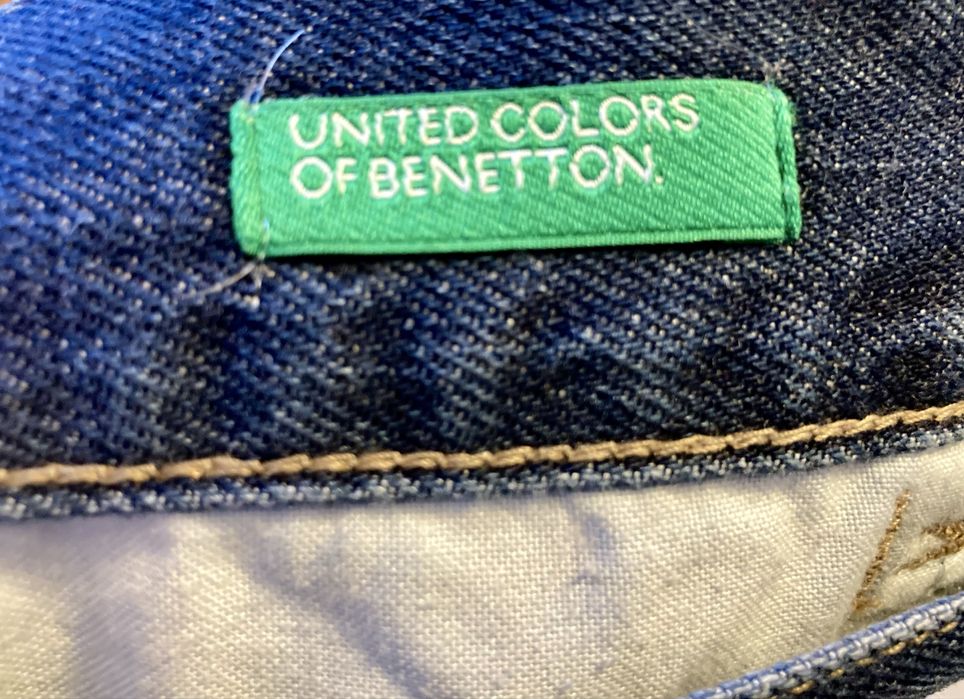 UNITED COLORS
OF BENETTON.